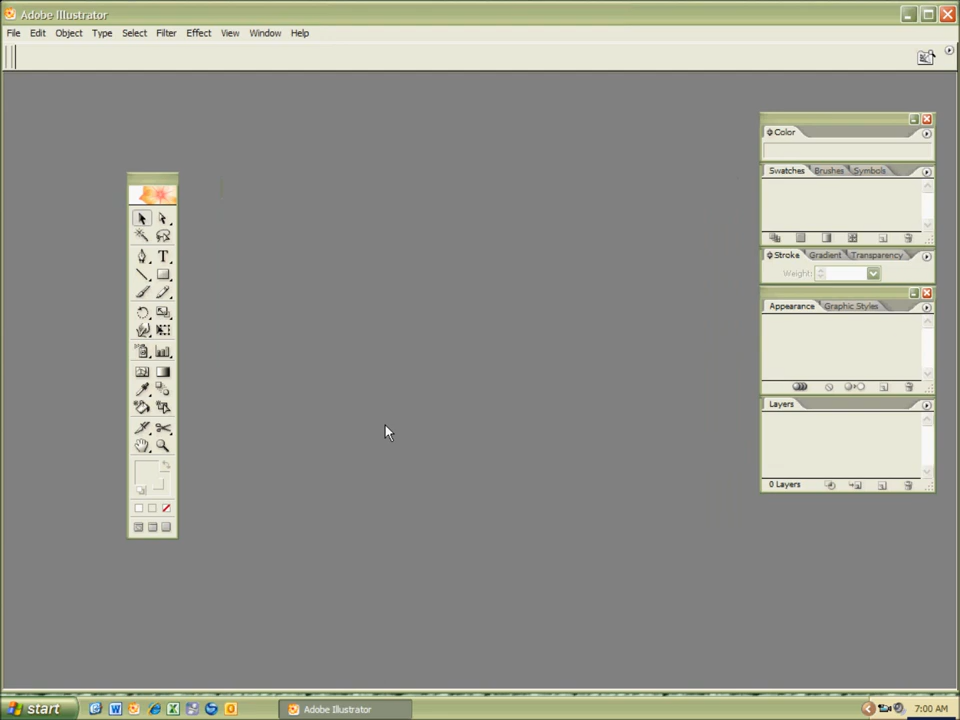 Adobe Illustrator
File Edit Object Type Select Filter Effect View Window Help
Color
Swatches Brushes Symbols
Stroke Gradient Transparency
Weight:
Appearance Graphic Styles
Layers
0 Layers
T
start Adobe Illustrator 7:00 AM